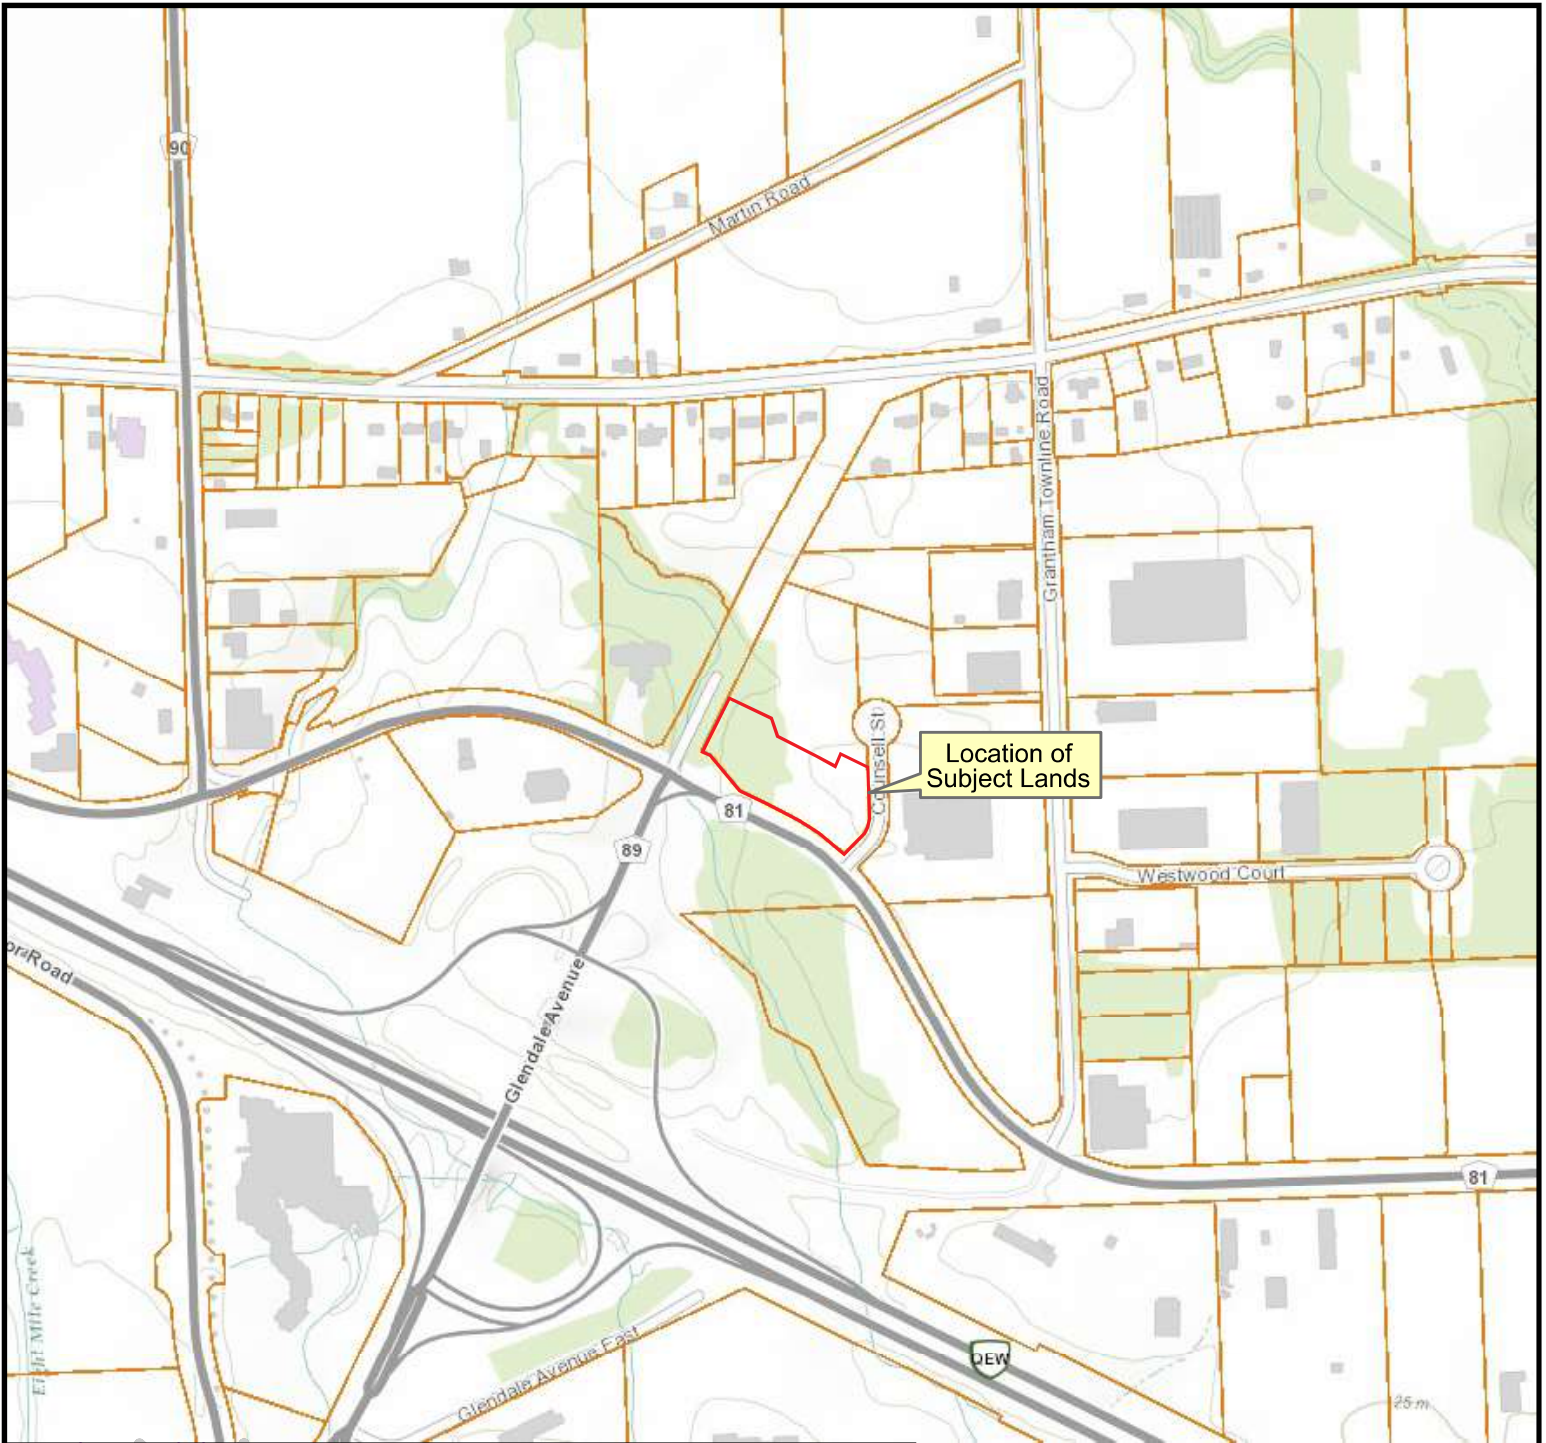 90
Martin Road
Grantham Townline Road
Counsell St
Location of
Subject Lands
81
89
Westwood Court
Road
Glendale Avenue
81
Eight Mile Creek
QEW
Glendale Avenue East
25 m